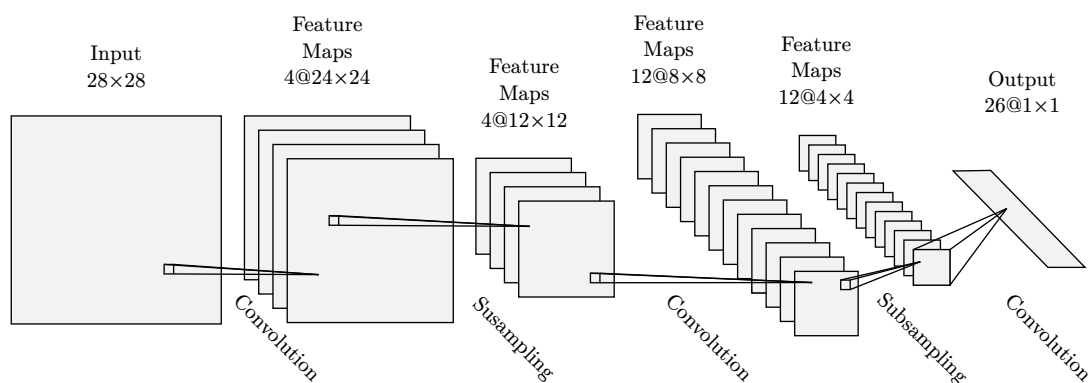 Input
28×28
Feature
Maps
4@24×24
Feature
Maps
4@12×12
Feature
Maps
12@8×8
Feature
Maps
12@4×4
Output
26@1×1
Convolution
Susampling
Convolution
Subsampling
Convolution